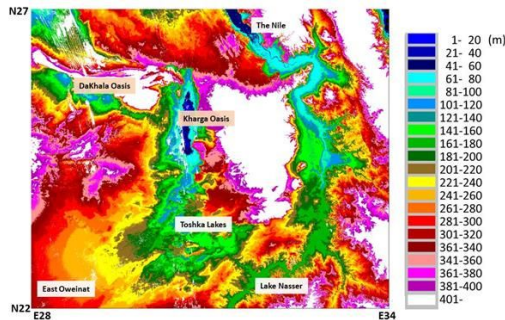 N27
The Nile
DaKhala Oasis
Kharga Oasis
Toshka Lakes
East Oweinat
Lake Nasser
N22
E28
E34
1- 20 (m)
21- 40
41- 60
61- 80
81-100
101-120
121-140
141-160
161-180
181-200
201-220
221-240
241-260
261-280
281-300
301-320
361-340
341-360
361-380
381-400
401-